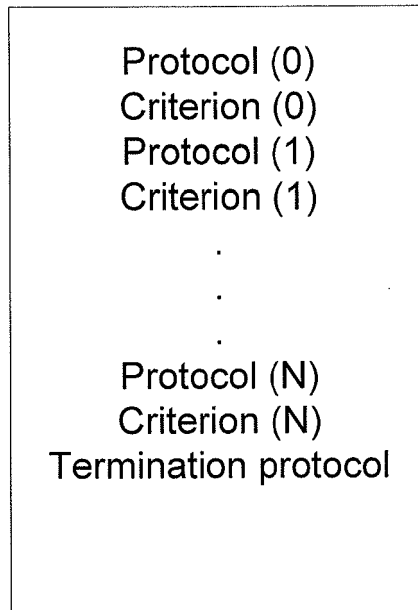 Protocol (0)
Criterion (0)
Protocol (1)
Criterion (1)
.
.
.
Protocol (N)
Criterion (N)
Termination protocol